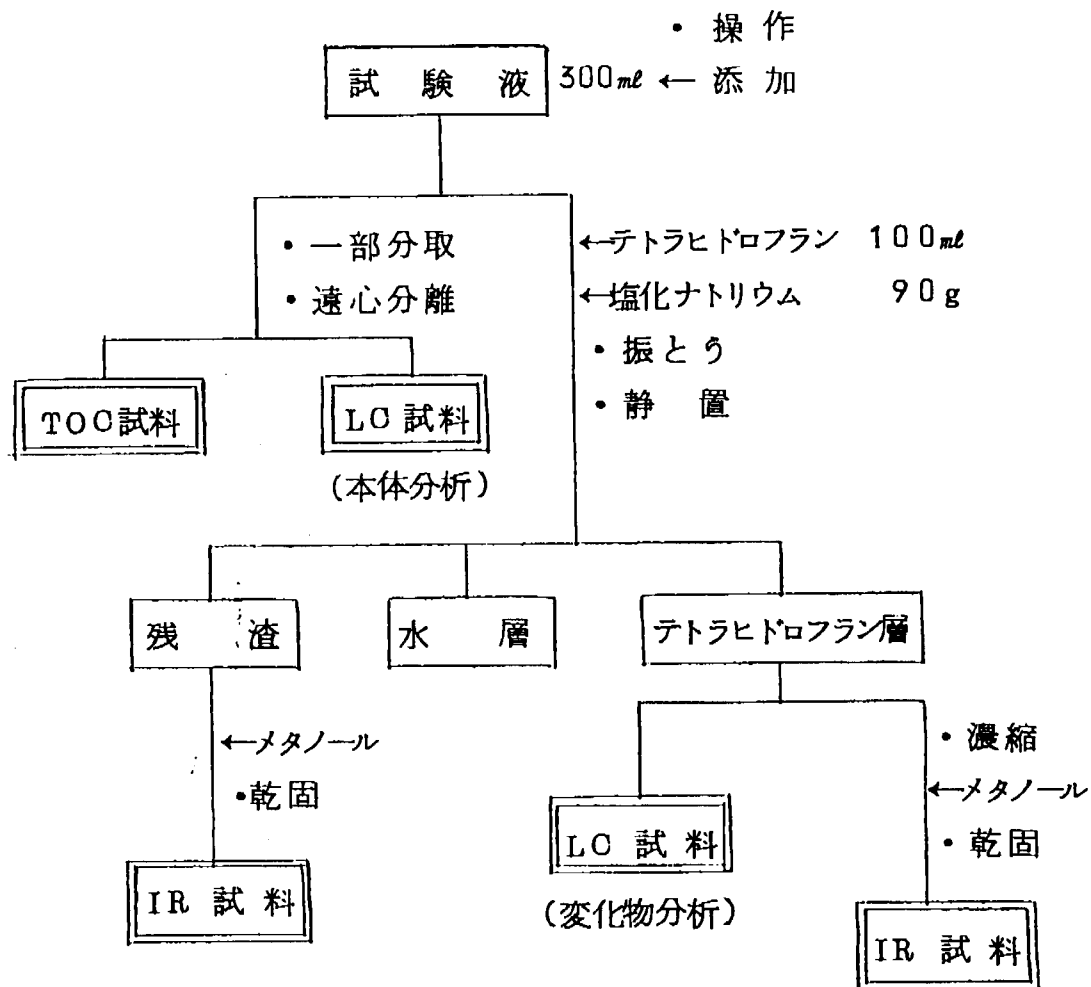 ・操作
試験液 300ml ← 添加
・一部分取
・遠心分離
←テトラヒドロフラン 100ml
←塩化ナトリウム 90g
・振とう
・静置
TOC試料
LC試料
(本体分析)
残渣
水層
テトラヒドロフラン層
←メタノール
・乾固
・濃縮
←メタノール
・乾固
LC試料
(変化物分析)
IR試料
IR試料